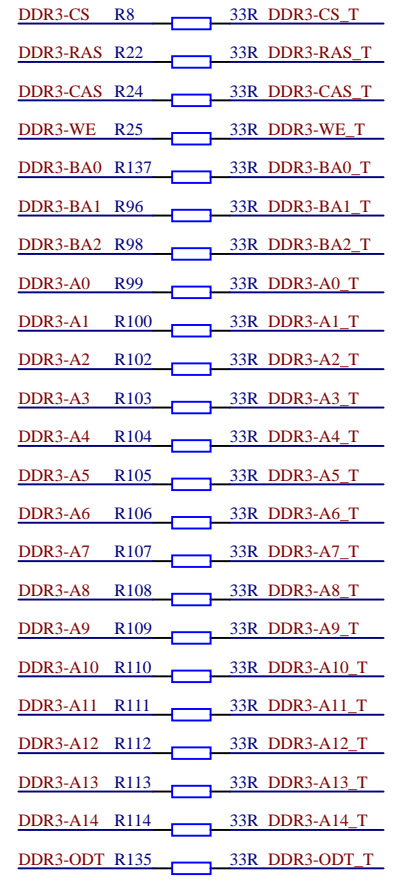 DDR3-CS R8 33R DDR3-CS_T
DDR3-RAS R22 33R DDR3-RAS_T
DDR3-CAS R24 33R DDR3-CAS_T
DDR3-WE R25 33R DDR3-WE_T
DDR3-BA0 R137 33R DDR3-BA0_T
DDR3-BA1 R96 33R DDR3-BA1_T
DDR3-BA2 R98 33R DDR3-BA2_T
DDR3-A0 R99 33R DDR3-A0_T
DDR3-A1 R100 33R DDR3-A1_T
DDR3-A2 R102 33R DDR3-A2_T
DDR3-A3 R103 33R DDR3-A3_T
DDR3-A4 R104 33R DDR3-A4_T
DDR3-A5 R105 33R DDR3-A5_T
DDR3-A6 R106 33R DDR3-A6_T
DDR3-A7 R107 33R DDR3-A7_T
DDR3-A8 R108 33R DDR3-A8_T
DDR3-A9 R109 33R DDR3-A9_T
DDR3-A10 R110 33R DDR3-A10_T
DDR3-A11 R111 33R DDR3-A11_T
DDR3-A12 R112 33R DDR3-A12_T
DDR3-A13 R113 33R DDR3-A13_T
DDR3-A14 R114 33R DDR3-A14_T
DDR3-ODT R135 33R DDR3-ODT_T